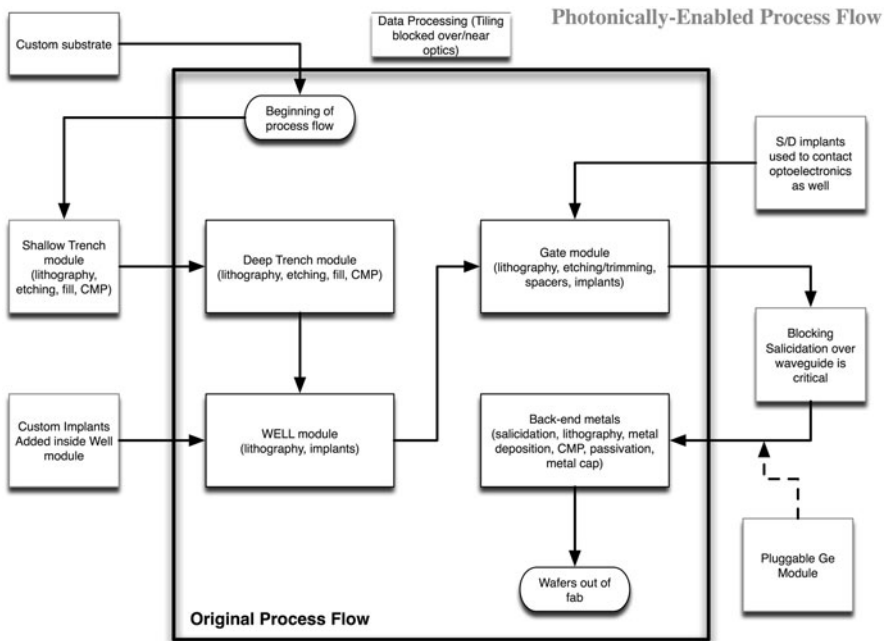 Photonically-Enabled Process Flow
Data Processing (Tiling
blocked over/near
optics)
Custom substrate
Beginning of
process flow
S/D implants
used to contact
optoelectronics
as well
Shallow Trench
module
(lithography,
etching, fill, CMP)
Deep Trench module
(lithography, etching, fill, CMP)
Gate module
(lithography, etching/trimming,
spacers, implants)
Blocking
Salicidation over
waveguide is
critical
Custom Implants
Added inside Well
module
WELL module
(lithography, implants)
Back-end metals
(salicidation, lithography, metal
deposition, CMP, passivation,
metal cap)
Pluggable Ge
Module
Wafers out of
fab
Original Process Flow